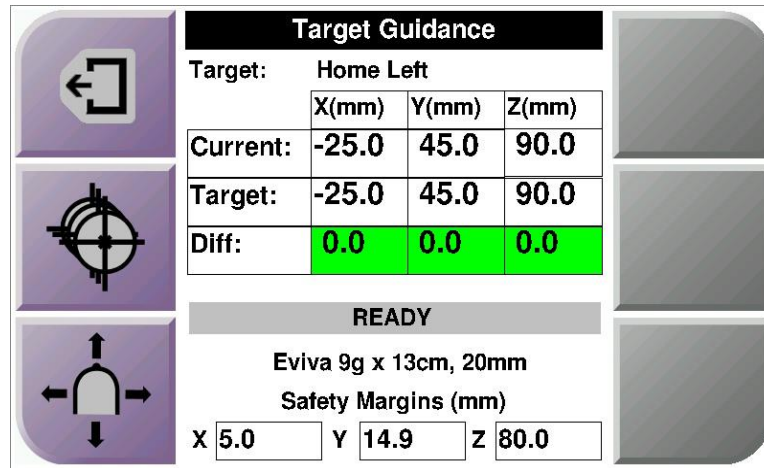 Target Guidance
Target: Home Left
X(mm) Y(mm) Z(mm)
Current: -25.0 45.0 90.0
Target: -25.0 45.0 90.0
Diff: 0.0 0.0 0.0
READY
Eviva 9g x 13cm, 20mm
Safety Margins (mm)
X 5.0 Y 14.9 Z 80.0